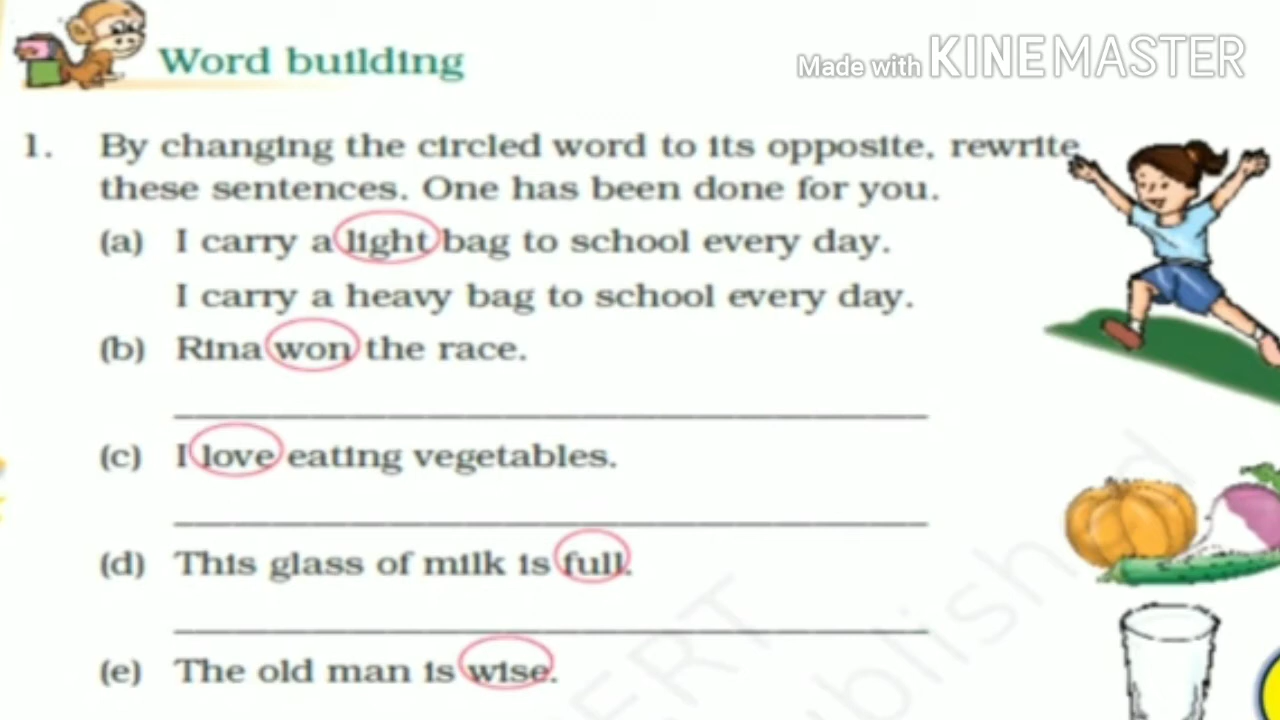 Word building
Made with KINEMASTER
1. By changing the circled word to its opposite, rewrite
these sentences. One has been done for you.
(a) I carry a light bag to school every day.
I carry a heavy bag to school every day.
(b) Rina won the race.
(c) I love eating vegetables.
(d) This glass of milk is full.
(e) The old man is wise.